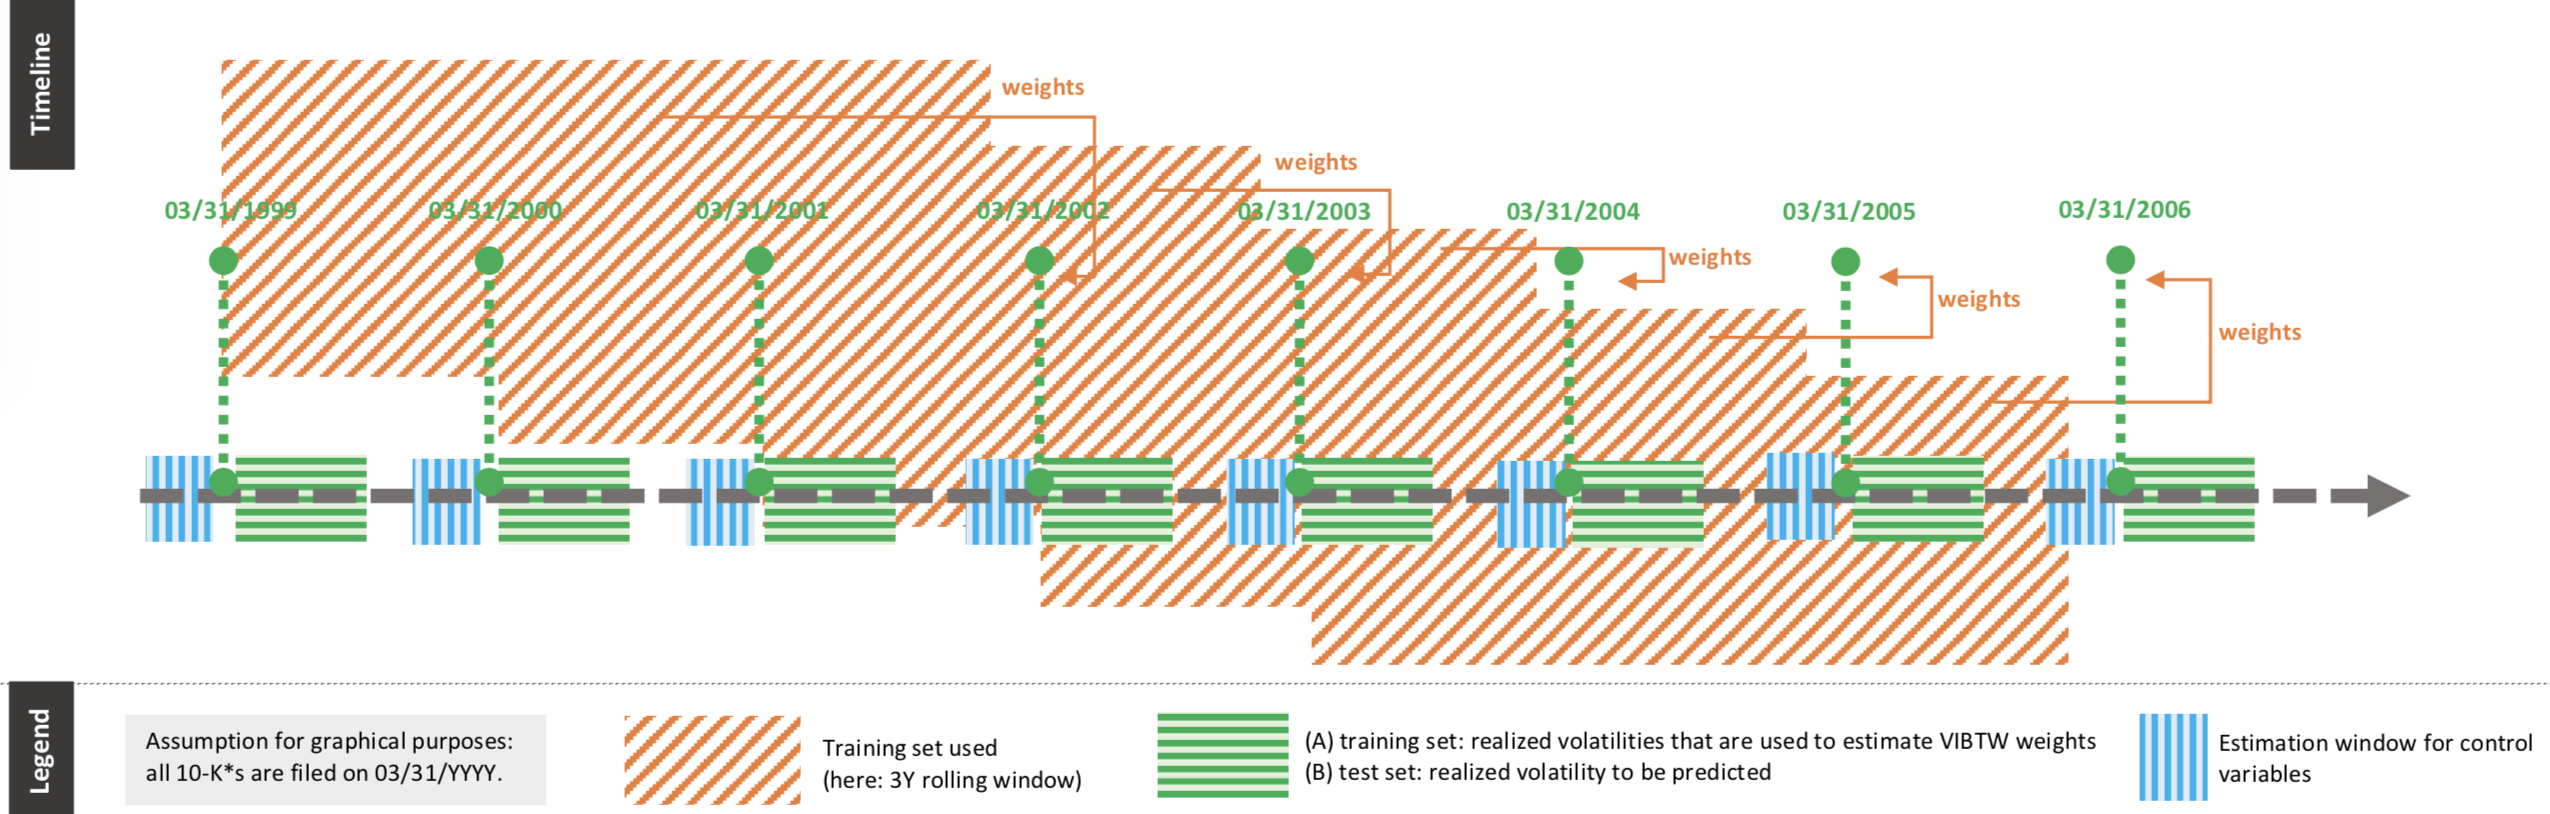 Timeline
weights
weights
03/31/1999
03/31/2000
03/31/2001
03/31/2002
03/31/2003
03/31/2004
03/31/2005
03/31/2006
weights
weights
weights
Legend
Assumption for graphical purposes:
all 10-K*s are filed on 03/31/YYYY.
Training set used
(here: 3Y rolling window)
(A) training set: realized volatilities that are used to estimate VIBTW weights
(B) test set: realized volatility to be predicted
Estimation window for control
variables